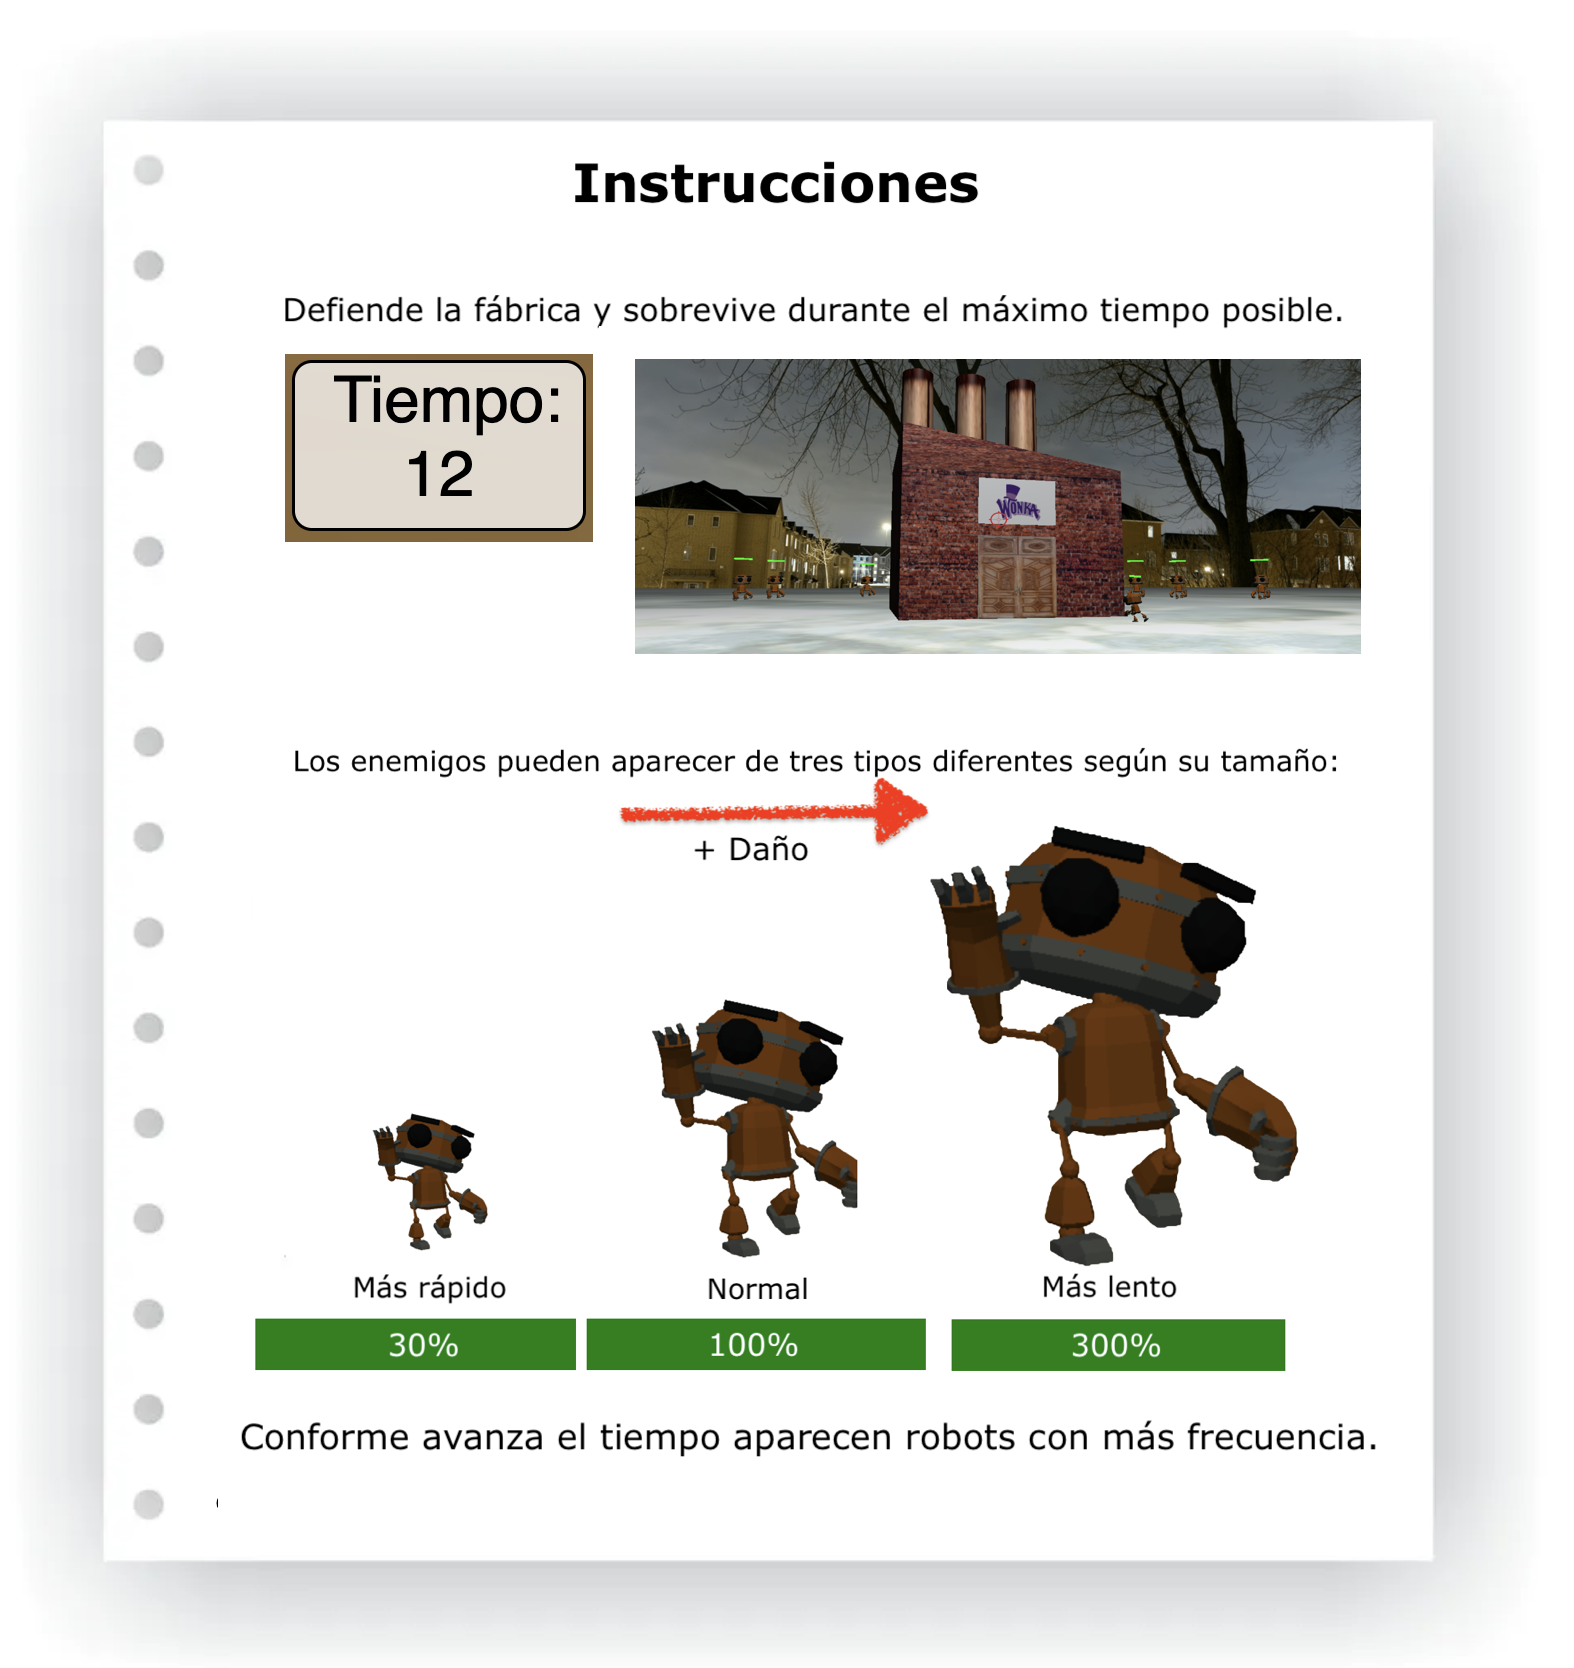 Instrucciones
Defiende la fábrica y sobrevive durante el máximo tiempo posible.
Tiempo:
12
WONKA
Los enemigos pueden aparecer de tres tipos diferentes según su tamaño:
+ Daño
Más rápido
Normal
Más lento
30%
100%
300%
Conforme avanza el tiempo aparecen robots con más frecuencia.